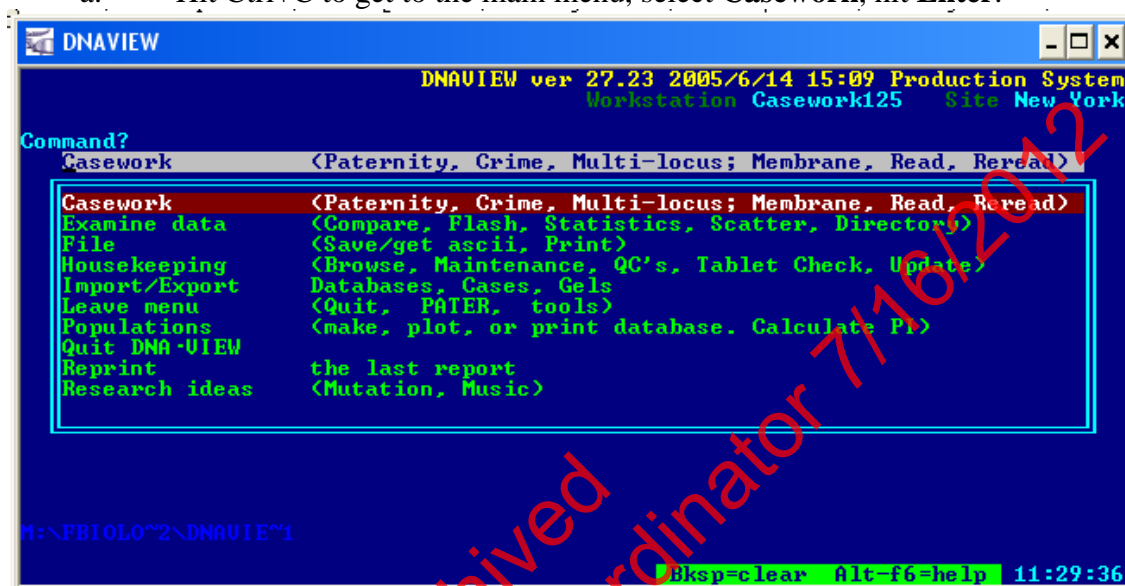 a. Hit Ctrl+C to get to the main menu, select Casework, hit Enter.
DNAVIEW
DNAVIEW ver 27.23 2005/6/14 15:09 Production System
Workstation Casework125 Site New York
Command?
Casework (Paternity, Crime, Multi-locus; Membrane, Read, Reread)
Casework (Paternity, Crime, Multi-locus; Membrane, Read, Reread)
Examine data (Compare, Flash, Statistics, Scatter, Directory)
File (Save/get ascii, Print)
Housekeeping (Browse, Maintenance, QC's, Tablet Check, Update)
Import/Export Databases, Cases, Gels
Leave menu (Quit, PATER, tools)
Populations (make, plot, or print database. Calculate PI)
Quit DNA·VIEW
Reprint the last report
Research ideas (Mutation, Music)
M:\FBIOLO~2\DNAVIE~1
Bksp=clear Alt-f6=help 11:29:36
7/16/2012